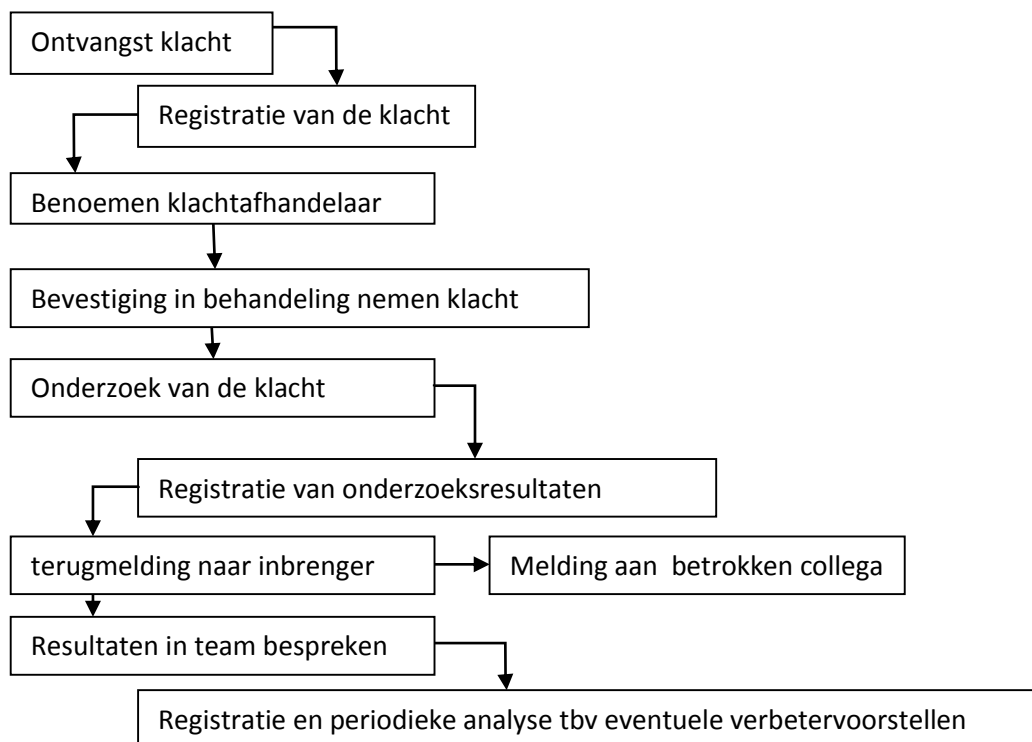 Ontvangst klacht
Registratie van de klacht
Benoemen klachtafhandelaar
Bevestiging in behandeling nemen klacht
Onderzoek van de klacht
Registratie van onderzoeksresultaten
terugmelding naar inbrenger
Melding aan betrokken collega
Resultaten in team bespreken
Registratie en periodieke analyse tbv eventuele verbetervoorstellen